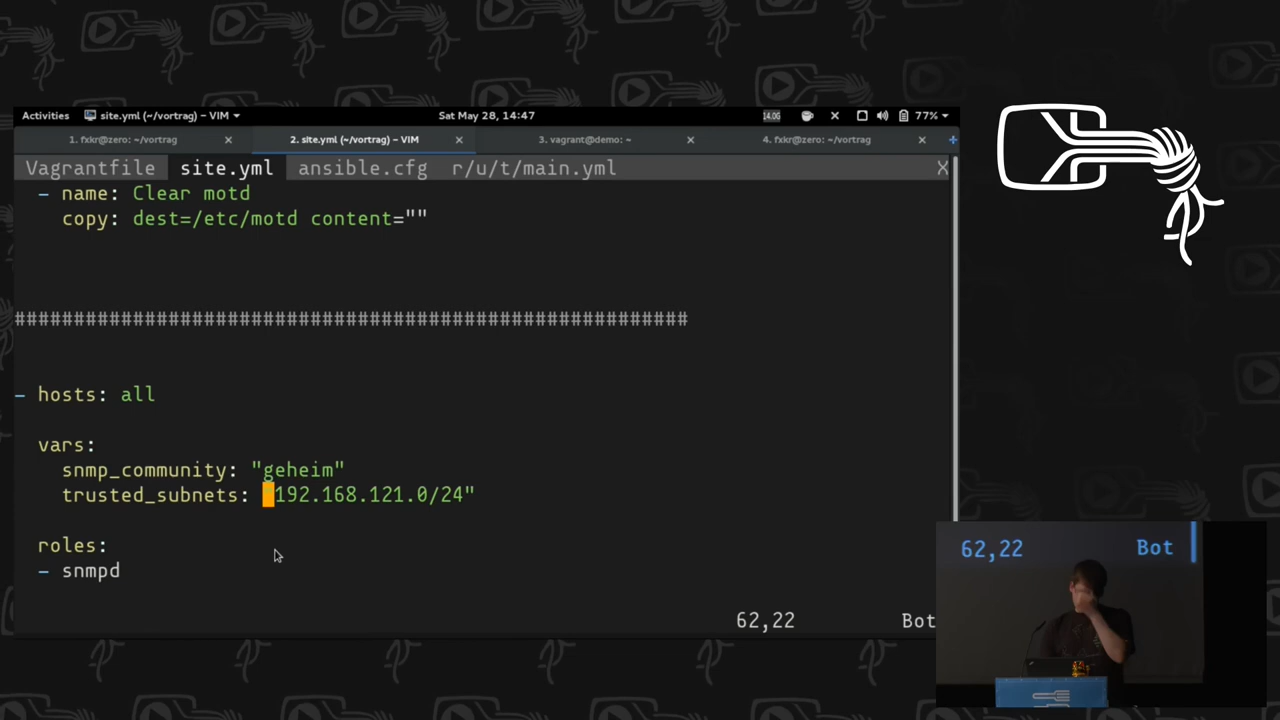 Activities site.yml (~/vortrag) – VIM Sat May 28, 14:47 14.0G 77%
1. fxkr@zero: ~/vortrag 2. site.yml (~/vortrag) – VIM 3. vagrant@demo: ~ 4. fxkr@zero: ~/vortrag
Vagrantfile site.yml ansible.cfg r/u/t/main.yml X
- name: Clear motd
copy: dest=/etc/motd content=""
#########################################################
- hosts: all
vars:
snmp_community: "geheim"
trusted_subnets: "192.168.121.0/24"
roles:
- snmpd
62,22 Bot
62,22 Bot